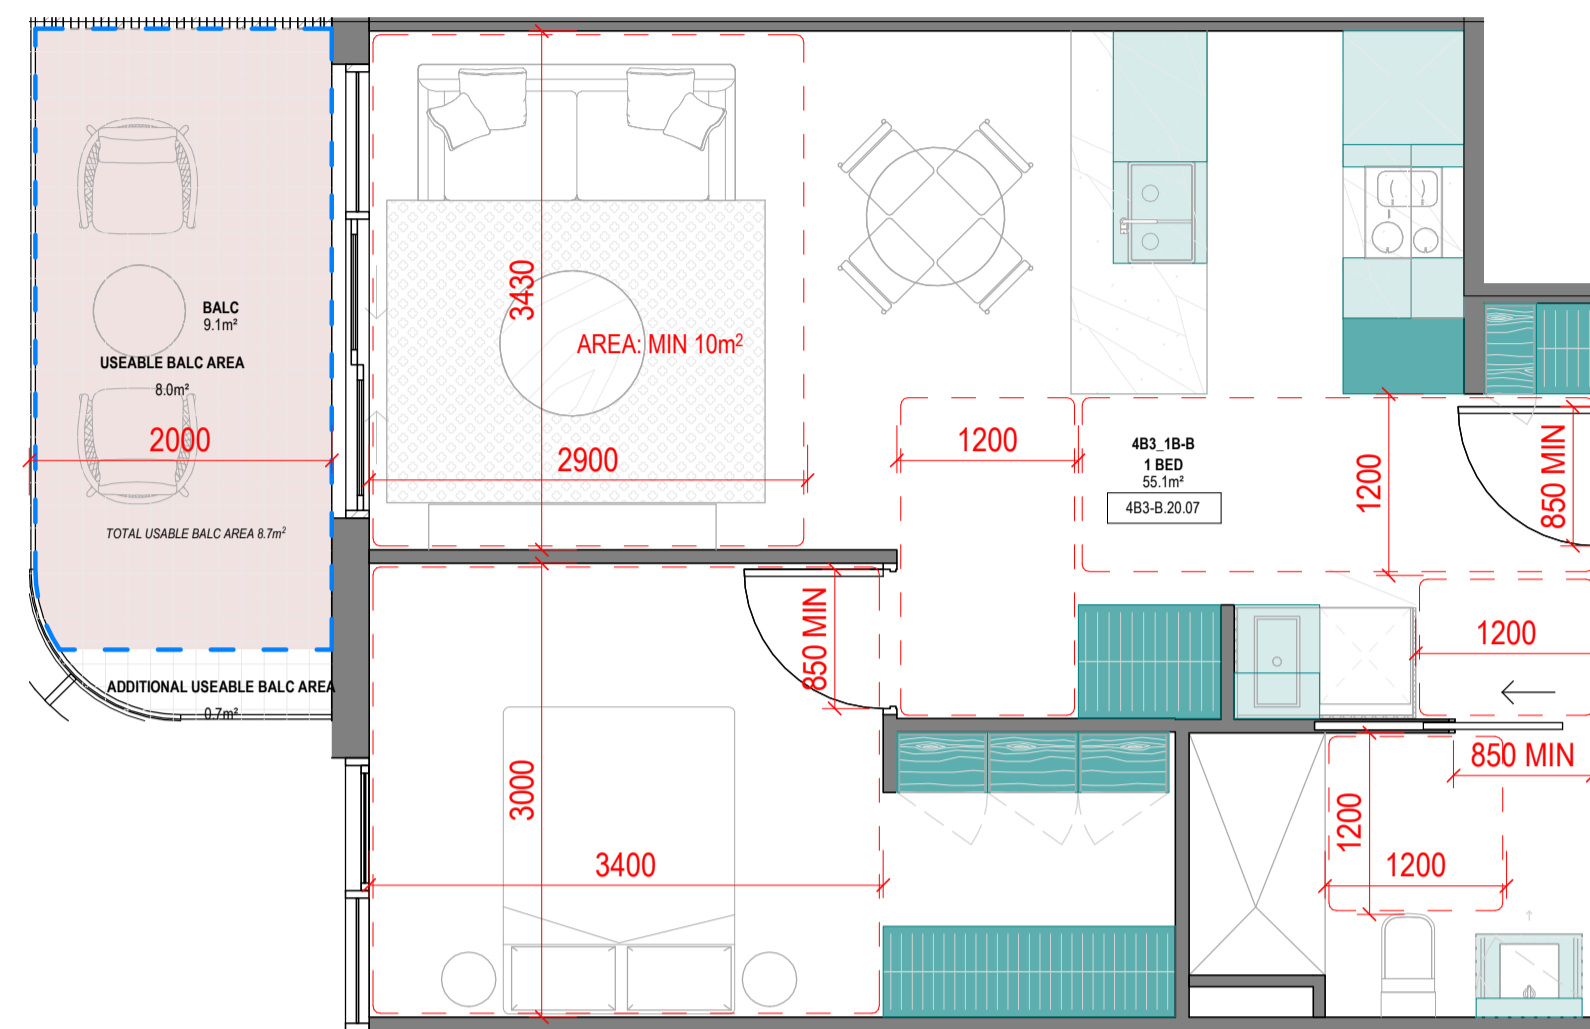 3430
AREA: MIN 10m²
BALC
9.1m²
USEABLE BALC AREA
8.0m²
2000
2900
1200
4B3_1B-B
1 BED
55.1m²
4B3-B.20.07
1200
850 MIN
TOTAL USABLE BALC AREA 8.7m²
850 MIN
1200
ADDITIONAL USEABLE BALC AREA
0.7m²
850 MIN
3000
1200
3400
1200